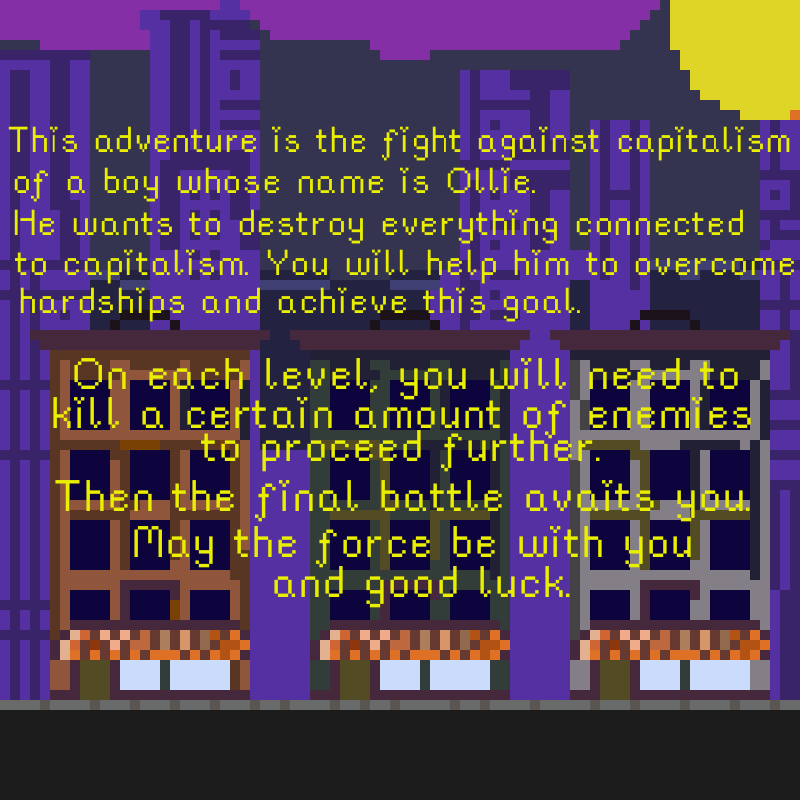 This adventure is the fight against capitalism
of a boy whose name is Ollie.
He wants to destroy everything connected
to capitalism. You will help him to overcome
hardships and achieve this goal.
On each level, you will need to
kill a certain amount of enemies
to proceed further.
Then the final battle avaits you.
May the force be with you
and good luck.